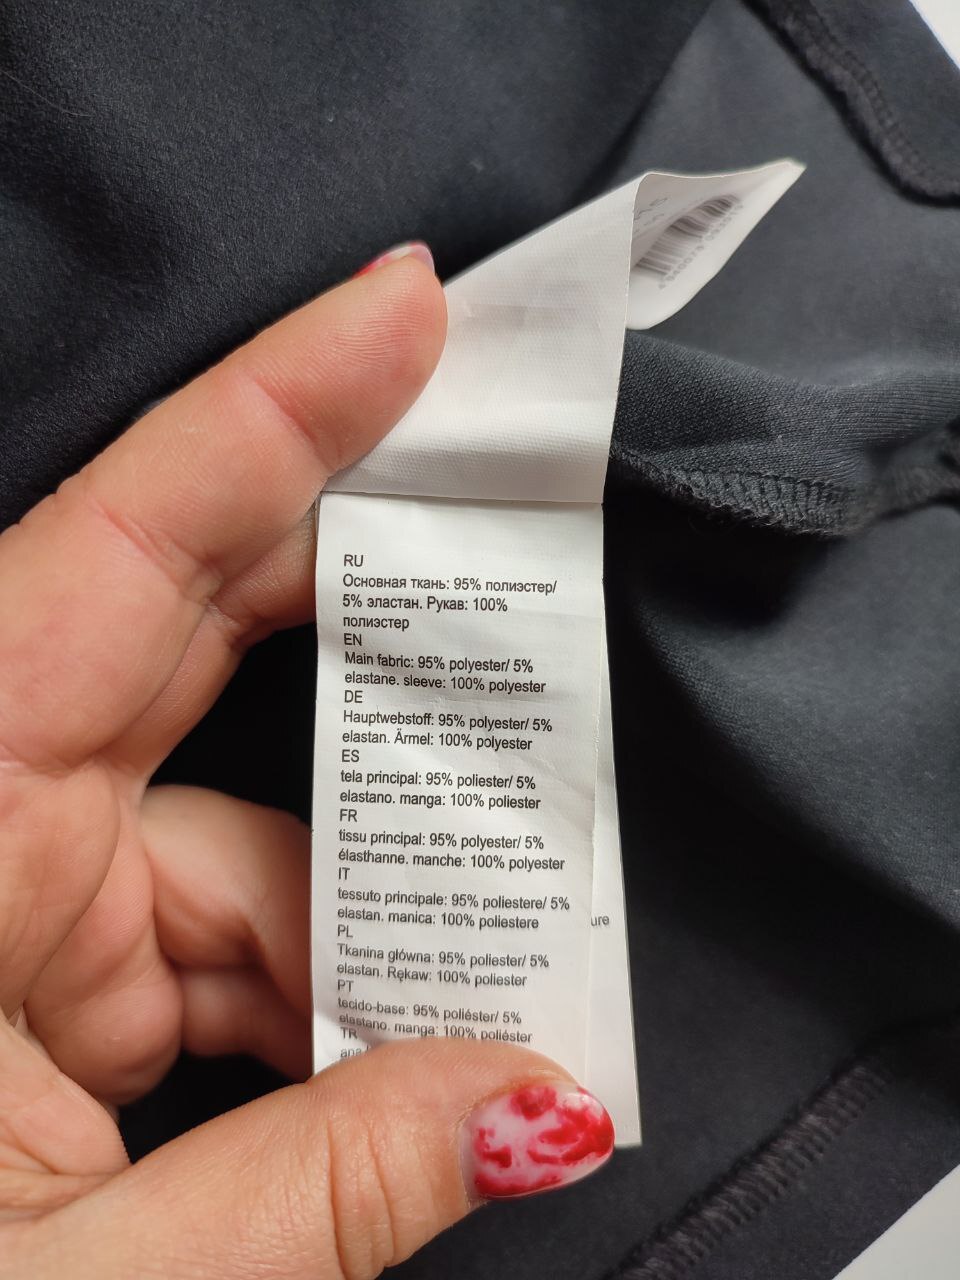 RU
Основная ткань: 95% полиэстер/
5% эластан. Рукав: 100%
полиэстер
EN
Main fabric: 95% polyester/ 5%
elastane. sleeve: 100% polyester
DE
Hauptwebstoff: 95% polyester/ 5%
elastan. Ärmel: 100% polyester
ES
tela principal: 95% poliester/ 5%
elastano. manga: 100% poliester
FR
tissu principal: 95% polyester/ 5%
élasthanne. manche: 100% polyester
IT
tessuto principale: 95% poliestere/ 5%
elastan. manica: 100% poliestere
PL
Tkanina główna: 95% poliester/ 5%
elastan. Rękaw: 100% poliester
PT
tecido-base: 95% poliéster/ 5%
elastano. manga: 100% poliéster
TR
ure